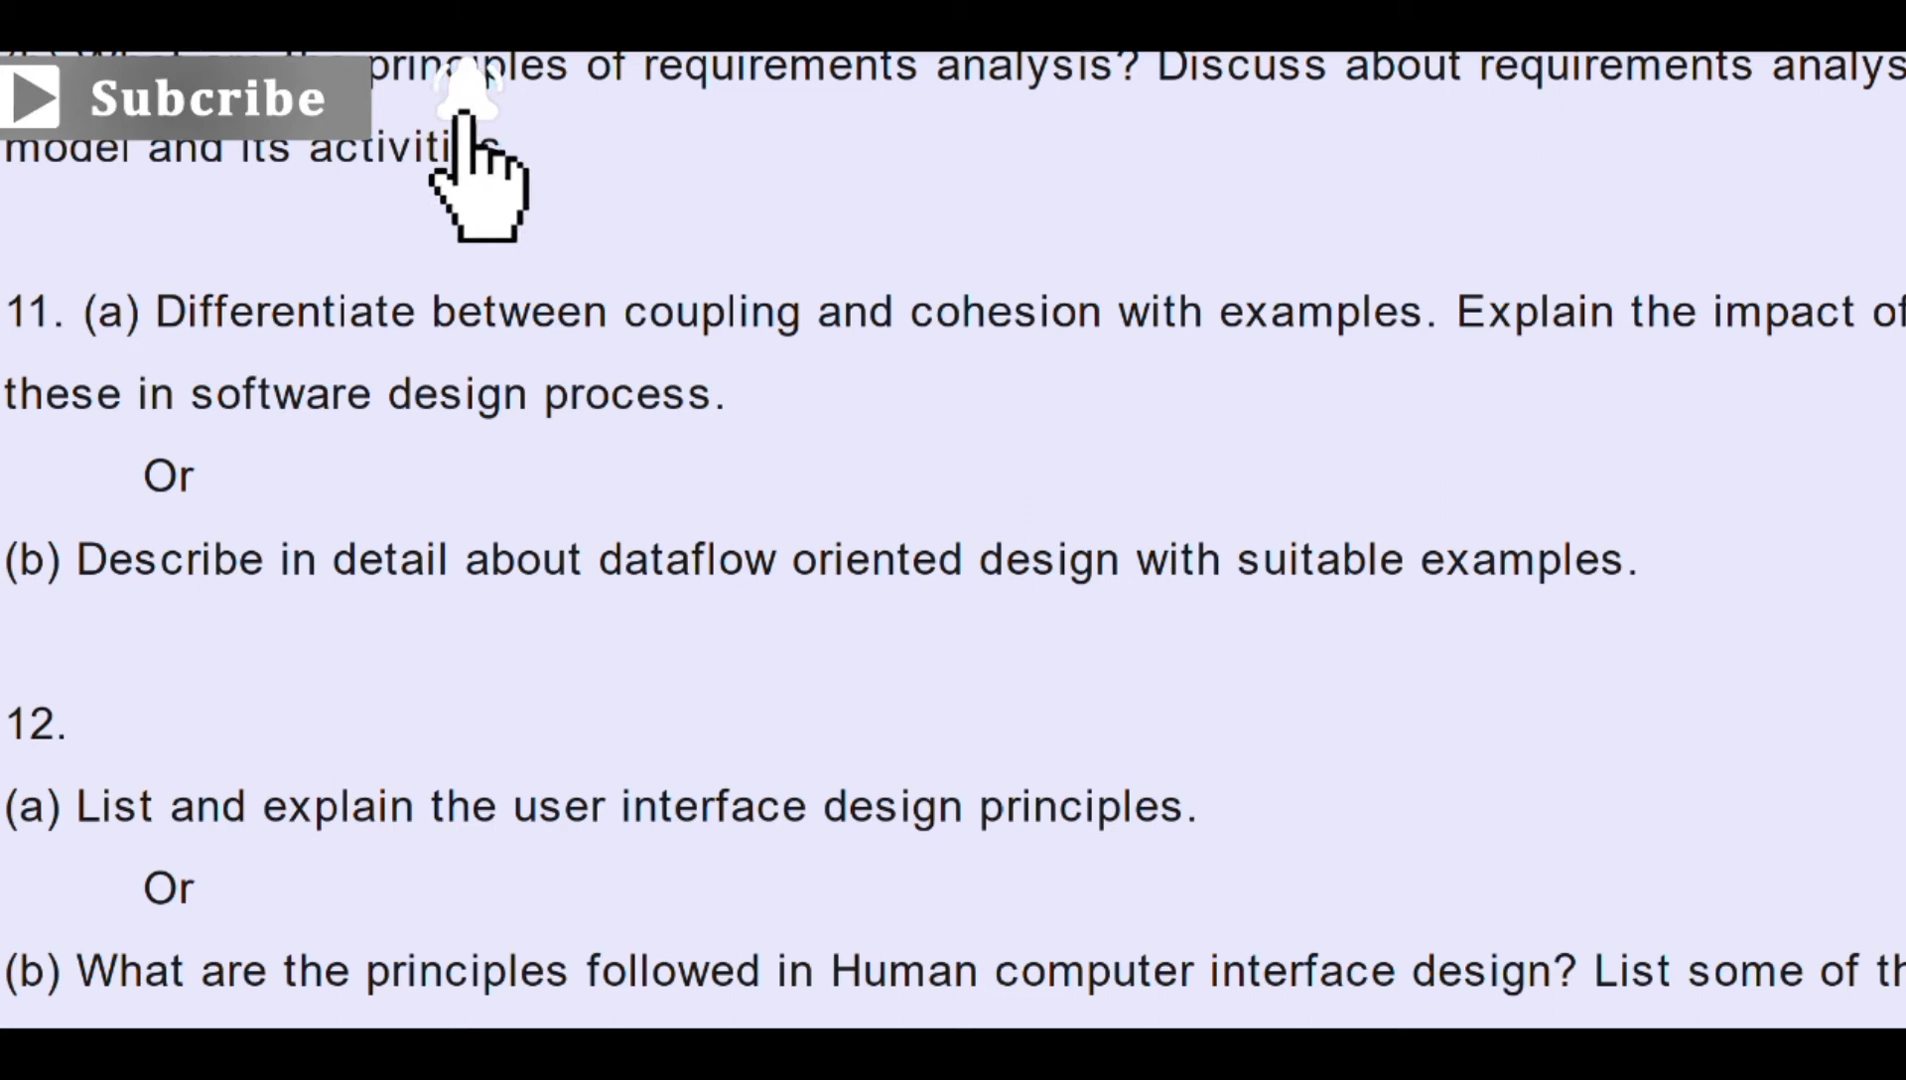 principles of requirements analysis? Discuss about requirements
Subcribe
model and its
11. (a) Differentiate between coupling and cohesion with examples. Explain the impact of
these in software design process.
Or
(b) Describe in detail about dataflow oriented design with suitable examples.
12.
(a) List and explain the user interface design principles.
Or
(b) What are the principles followed in Human computer interface design? List some of